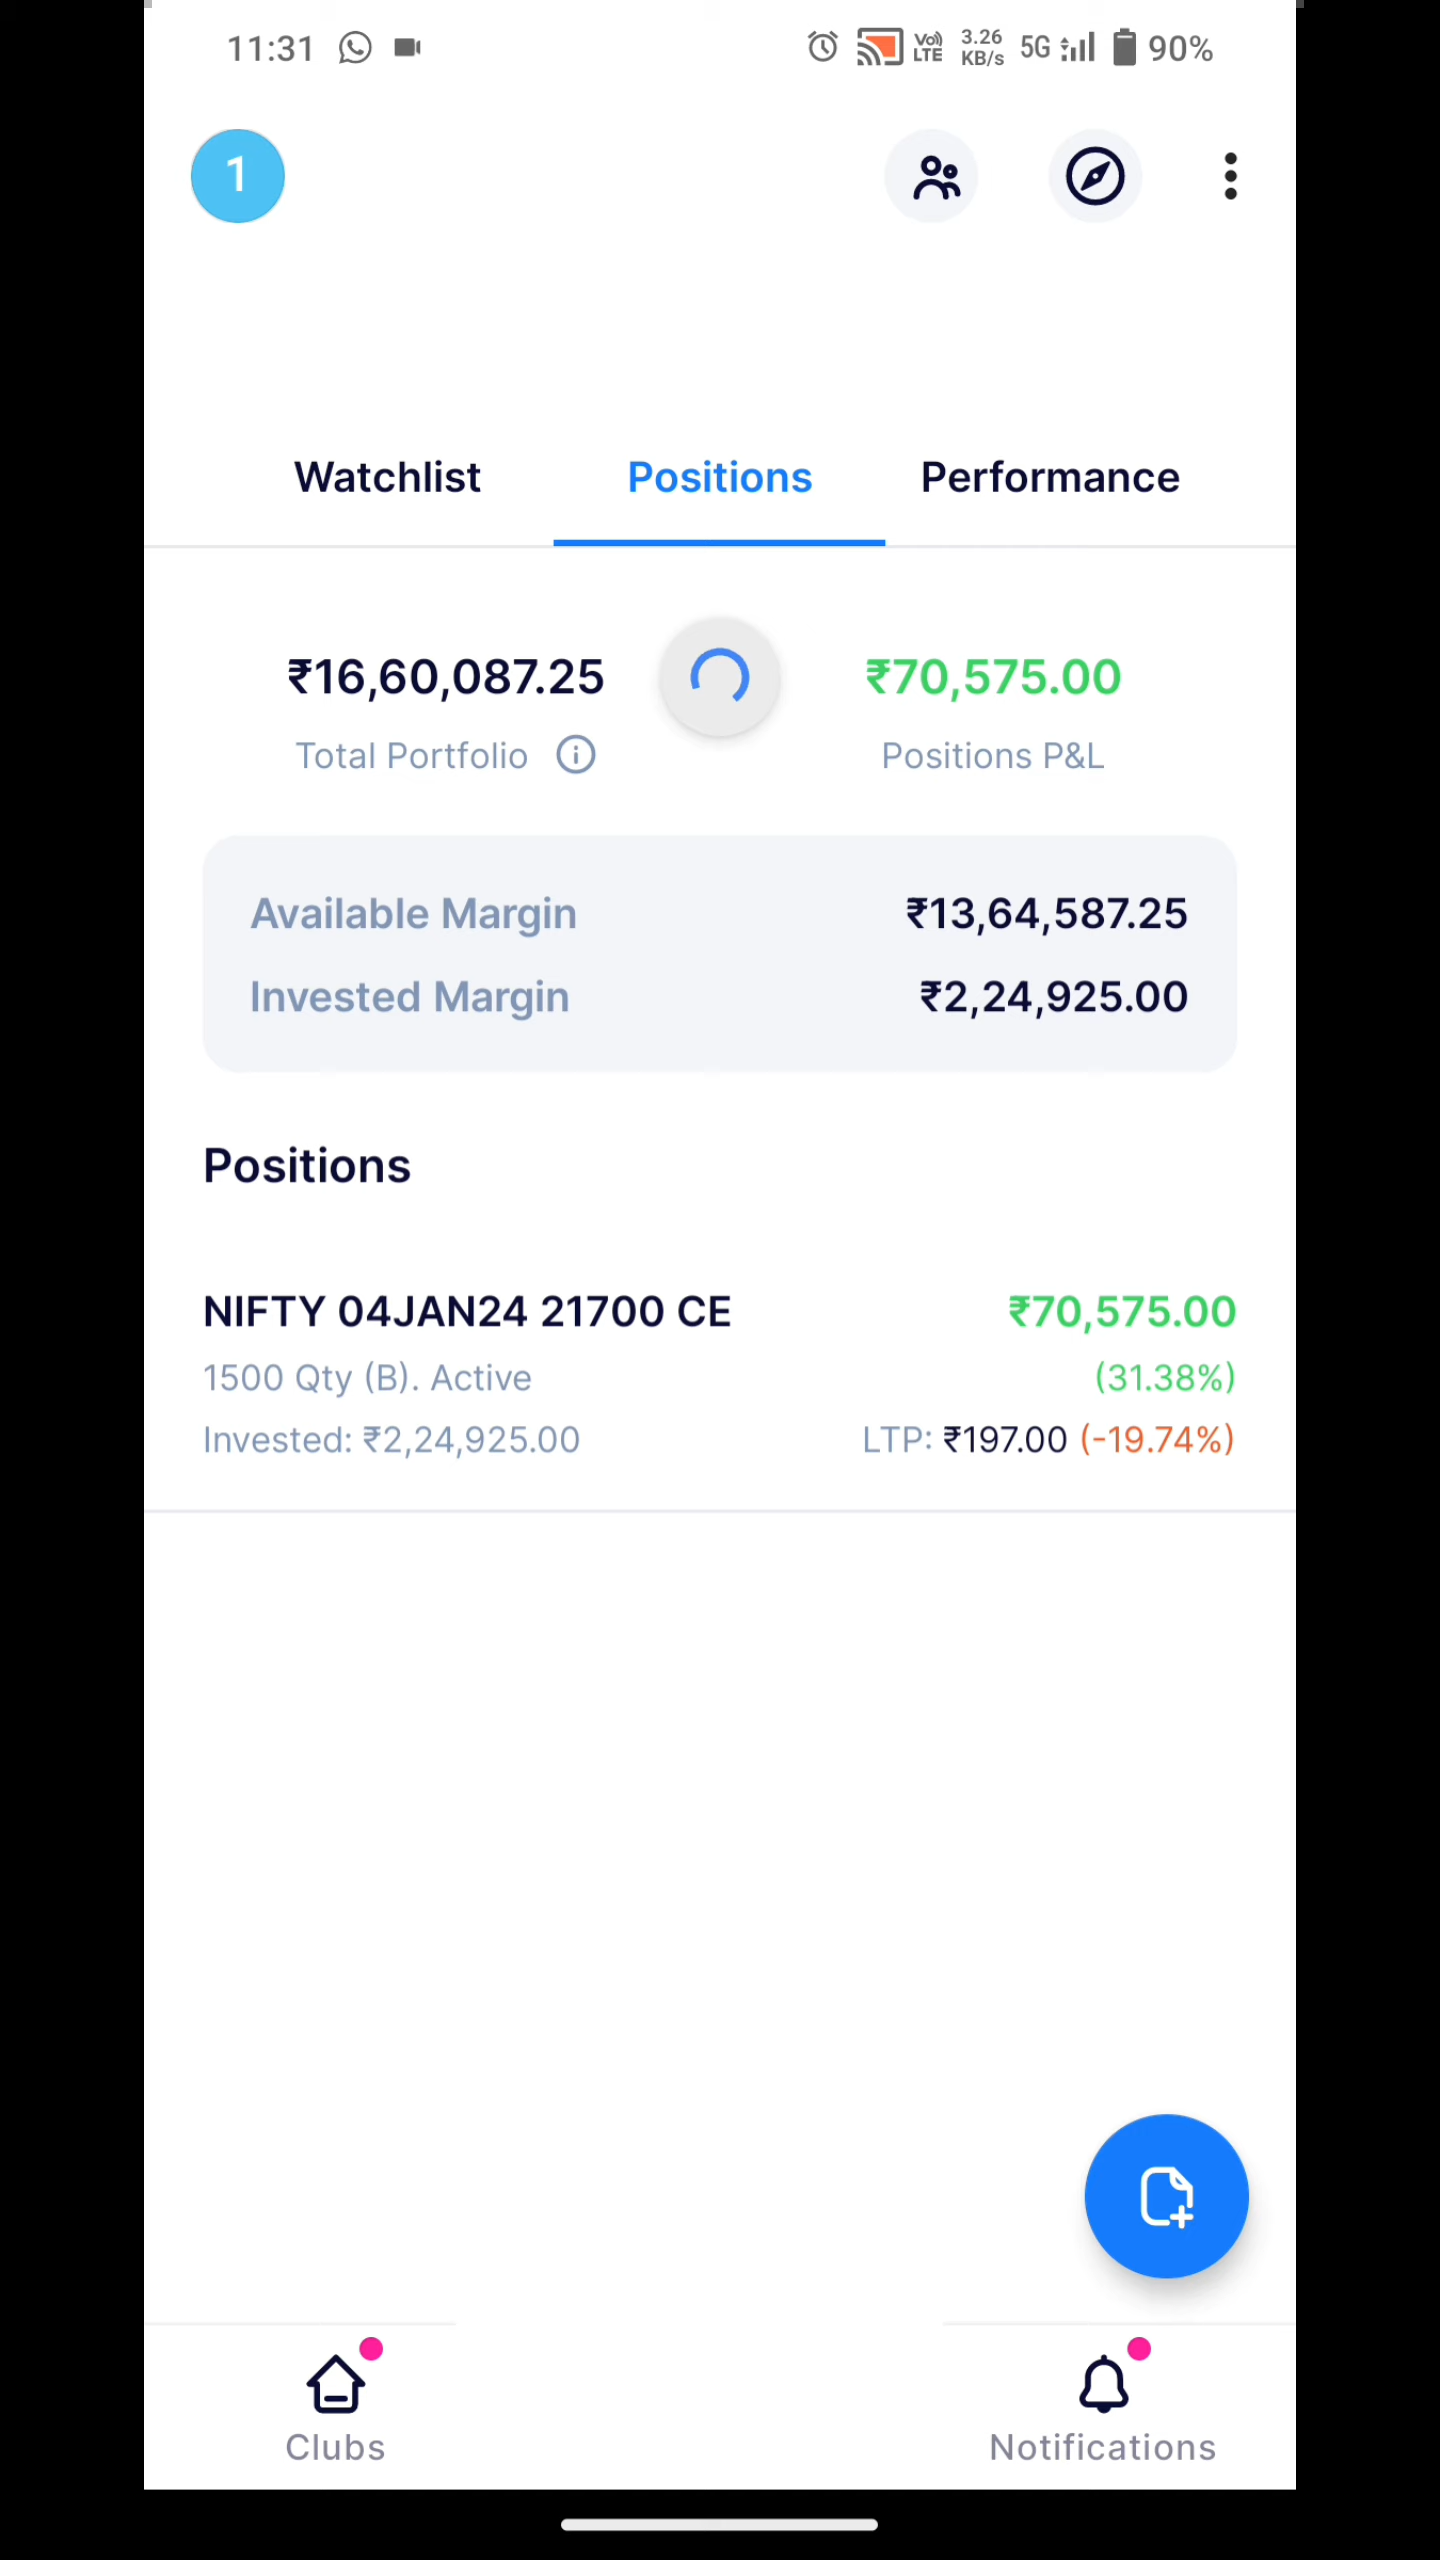 11:31 Vo)) LTE 3.26 KB/s 5G 90%
1
Watchlist Positions Performance
₹16,60,087.25 ₹70,575.00
Total Portfolio Positions P&L
Available Margin ₹13,64,587.25
Invested Margin ₹2,24,925.00
Positions
NIFTY 04JAN24 21700 CE ₹70,575.00
1500 Qty (B). Active (31.38%)
Invested: ₹2,24,925.00 LTP: ₹197.00 (-19.74%)
Clubs Notifications